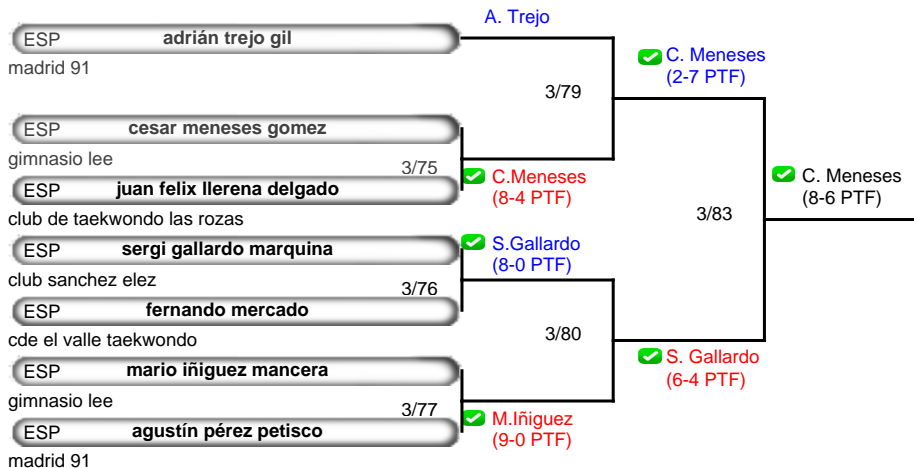 A. Trejo
ESP adrián trejo gil
madrid 91
C. Meneses
(2-7 PTF)
3/79
ESP cesar meneses gomez
gimnasio lee
3/75
ESP juan felix llerena delgado
C.Meneses
(8-4 PTF)
club de taekwondo las rozas
C. Meneses
(8-6 PTF)
3/83
ESP sergi gallardo marquina
S.Gallardo
(8-0 PTF)
club sanchez elez
3/76
ESP fernando mercado
cde el valle taekwondo
3/80
ESP mario iñiguez mancera
S. Gallardo
(6-4 PTF)
gimnasio lee
3/77
ESP agustín pérez petisco
M.Iñiguez
(9-0 PTF)
madrid 91